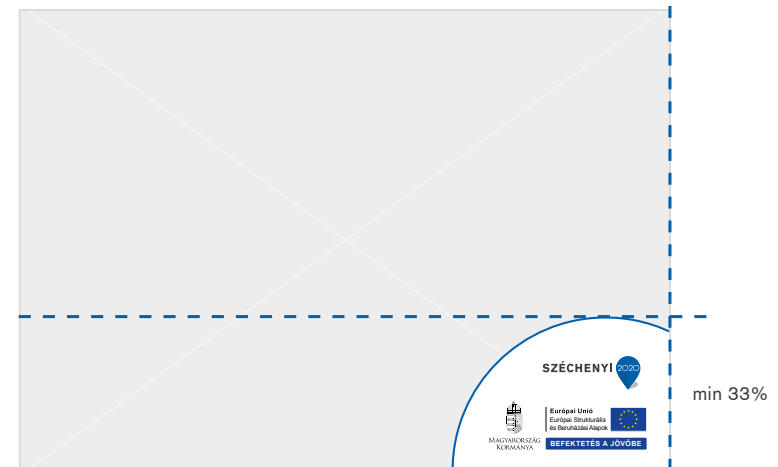 SZÉCHENYI 2020
min 33%
MAGYARORSZÁG
KORMÁNYA
Európai Unió
Európai Strukturális
és Beruházási Alapok
BEFEKTETÉS A JÖVŐBE